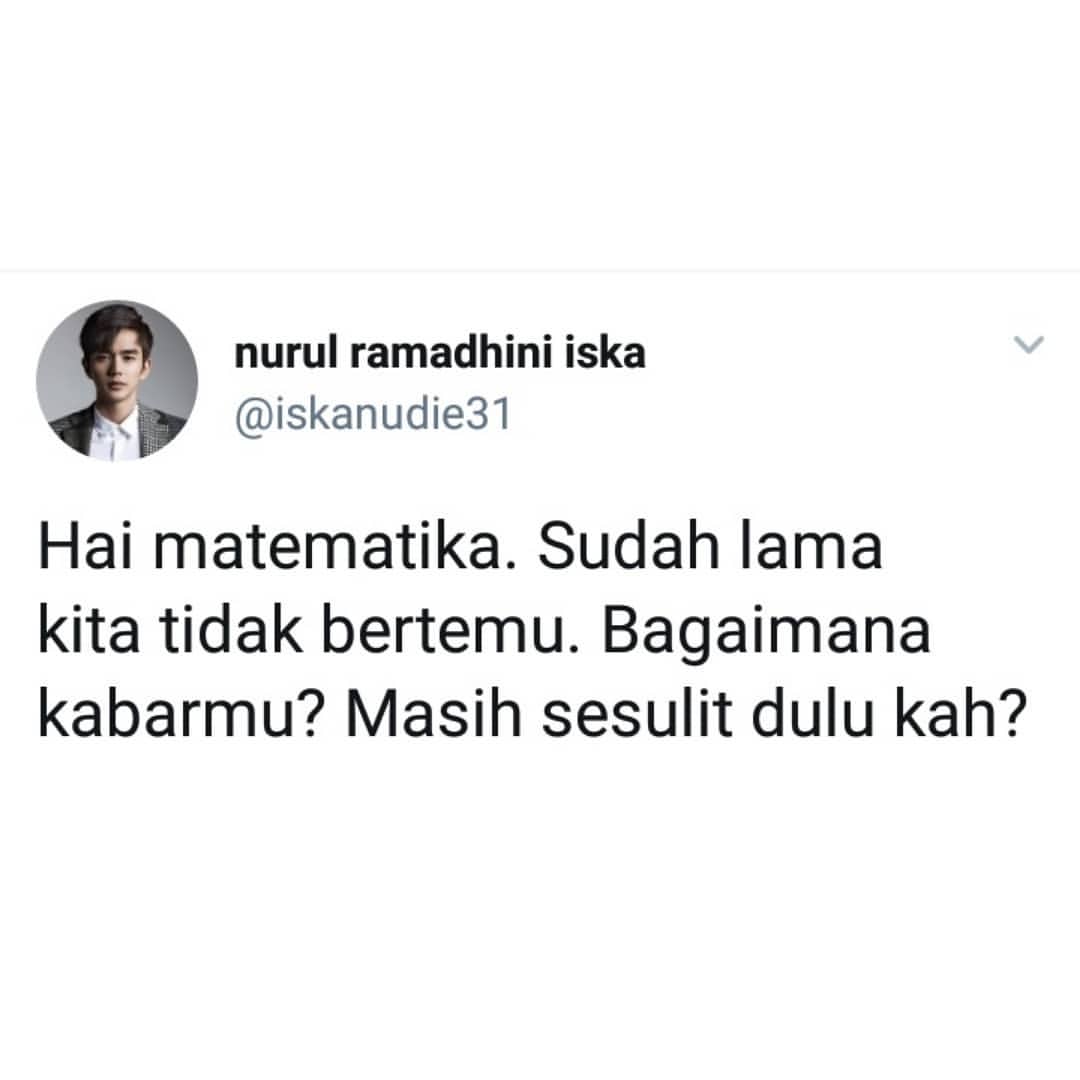 nurul ramadhini iska
@iskanudie31
Hai matematika. Sudah lama
kita tidak bertemu. Bagaimana
kabarmu? Masih sesulit dulu kah?